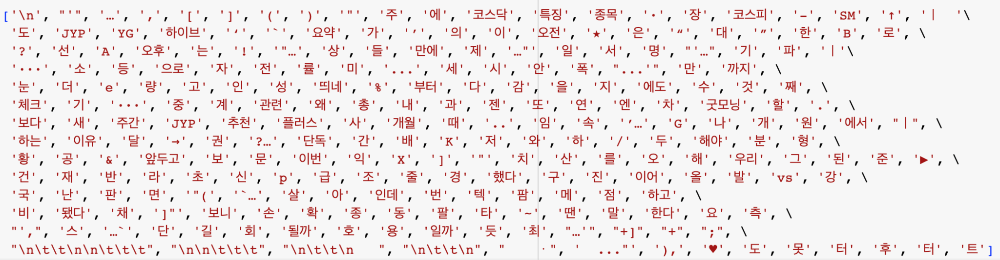 ['\n', "'", '…', ',', '[', ']', '(', ')', '"', '주', '에', '코스닥', '특징', '종목', '·', '장', '코스피', '-', 'SM', '↑', '|  '\
'도', 'JYP', 'YG', '하이브', '‘', '`', '요약', '가', '’', '의', '이', '오전', '★', '은', '“', '대', '”', '한', 'B', '로', \
'?', '선', 'A', '오후', '는', '!', '"…', '상', '들', '만에', '제', '…"', '일', '서', '명', "'…", '기', '파', '|'\
'···', '소', '등', '으로', '자', '전', '률', '미', '...', '세', '시', '안', '폭', "...'", '만', '까지', \
'눈', '더', 'e', '량', '고', '인', '성', '띄네', '%', '부터', '다', '감', '을', '지', '에도', '수', '것', '째', \
'체크', '기', '···', '중', '계', '관련', '왜', '총', '내', '과', '젠', '또', '연', '엔', '차', '굿모닝', '할', '.', \
'보다', '새', '주간', 'JYP', '추천', '플러스', '사', '개월', '때', '..', '임', '속', '’…', 'G', '나', '개', '원', '에서', "|", \
'하는', '이유', '달', '→', '권', '?…', '단독', '간', '배', 'K', '저', '와', '하', '/', '두', '해야', '분', '형', \
'황', '공', '&', '앞두고', '보', '문', '이번', '익', 'X', ']', '"', '치', '산', '를', '오', '해', '우리', '그', '된', '준', '▶', \
'건', '재', '반', '라', '초', '신', 'p', '급', '조', '줄', '경', '했다', '구', '진', '이어', '올', '발', 'vs', '강', \
'국', '난', '판', '면', '"(', '`…', '살', '아', '인데', '번', '텍', '팜', '메', '점', '하고', \
'비', '됐다', '채', ']"', '보니', '손', '확', '종', '동', '팔', '타', '~', '땐', '말', '한다', '요', '측', \
"',", '스', '…`', '단', '길', '회', '될까', '호', '용', '일까', '듯', '최', "…'", "+]", "+", ";", \
"\n\t\t\n\n\t\t\t", "\n\n\t\t\t", "\n\t\t\n   ", "\n\t\t\n", "    ·", '  ..."', '),', '♥', '도', '못', '터', '후', '터', '트']